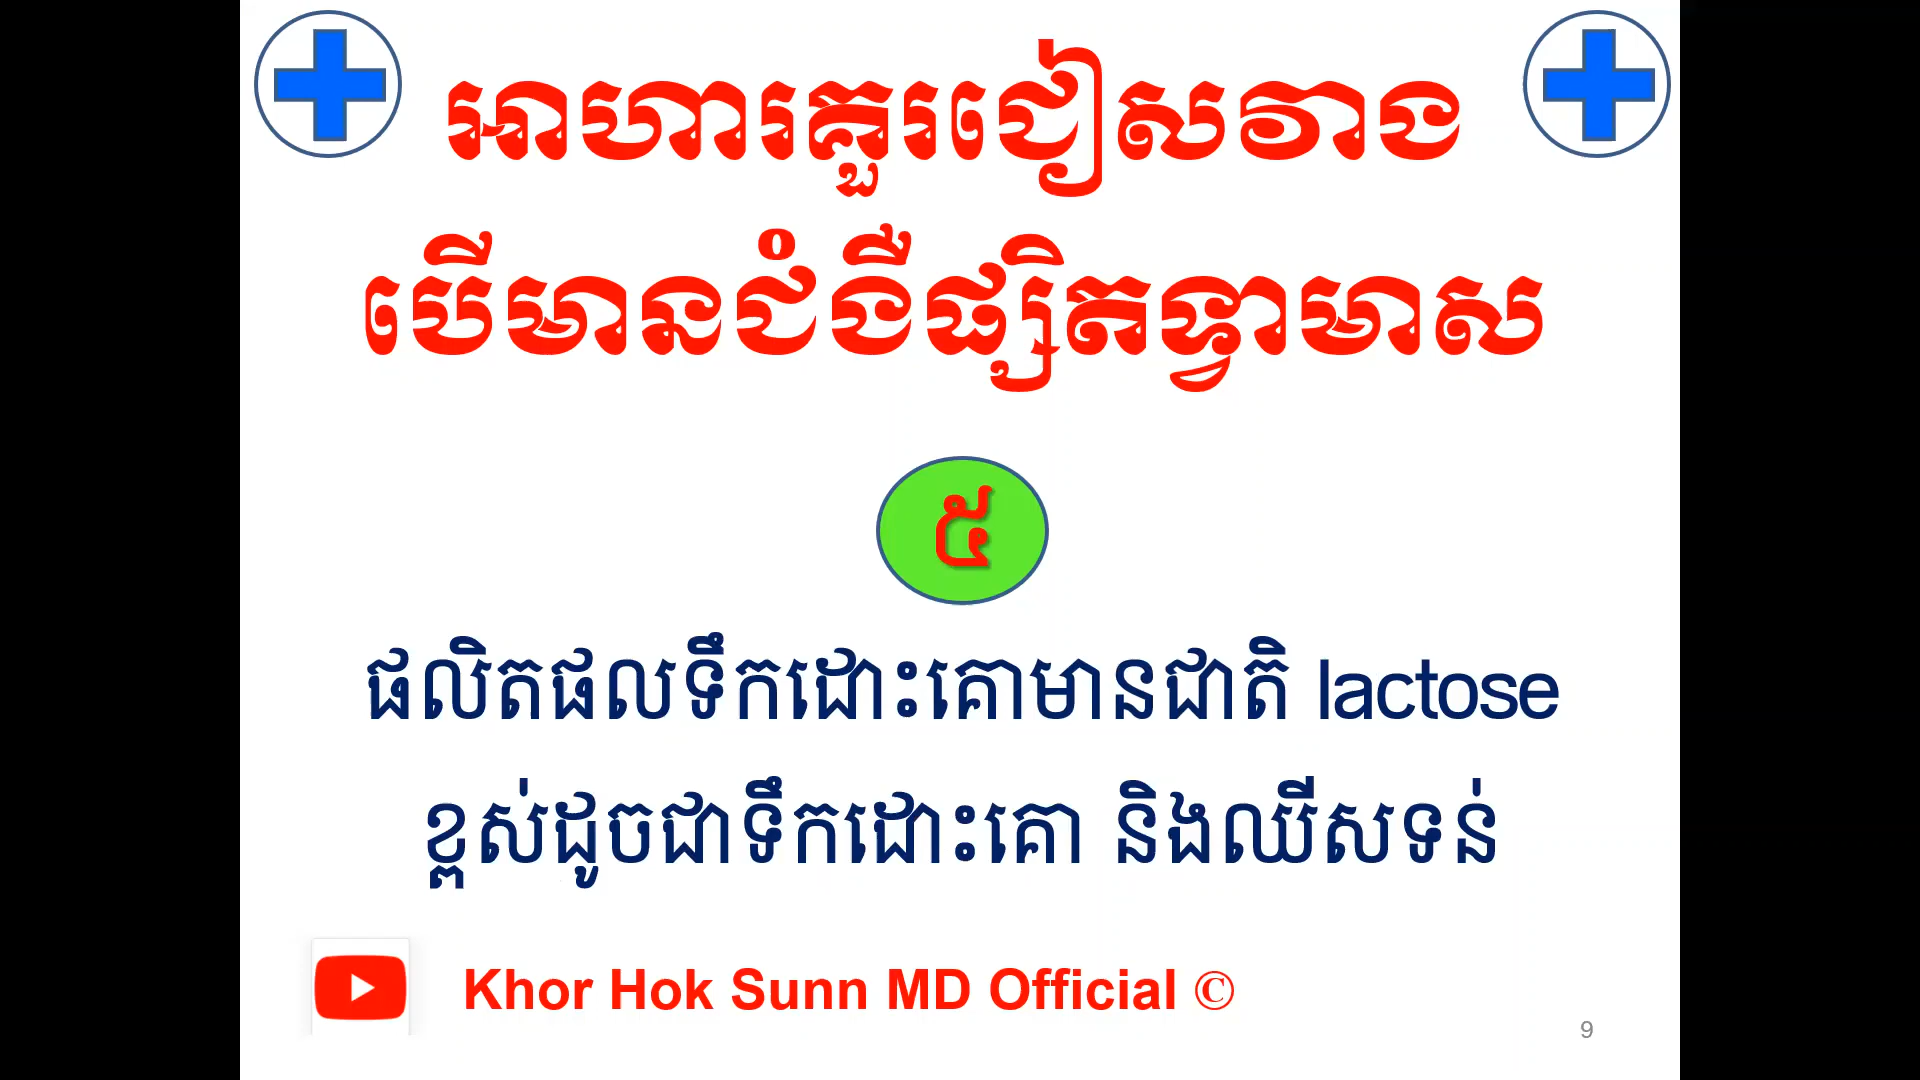 អាហារគួរជៀសវាង
បើមានជំងឺផ្សិតទ្វាមាស
៥
ផលិតផលទឹកដោះគោមានជាតិ lactose
ខ្ពស់ដូចជាទឹកដោះគោ និងឈីសទន់
Khor Hok Sunn MD Official ©
9